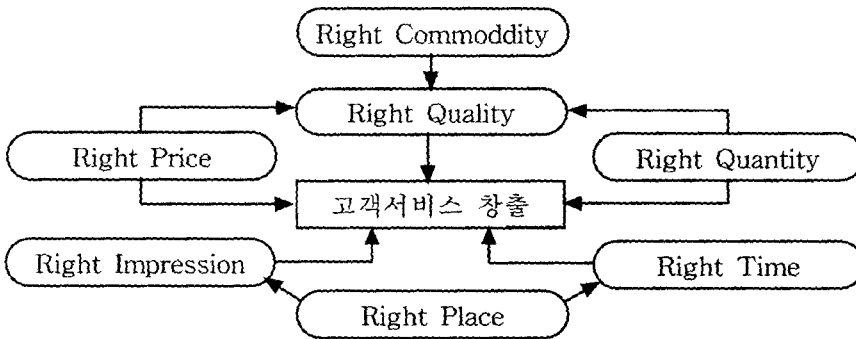 Right Commoddity
Right Quality
Right Price
Right Quantity
고객서비스 창출
Right Impression
Right Time
Right Place